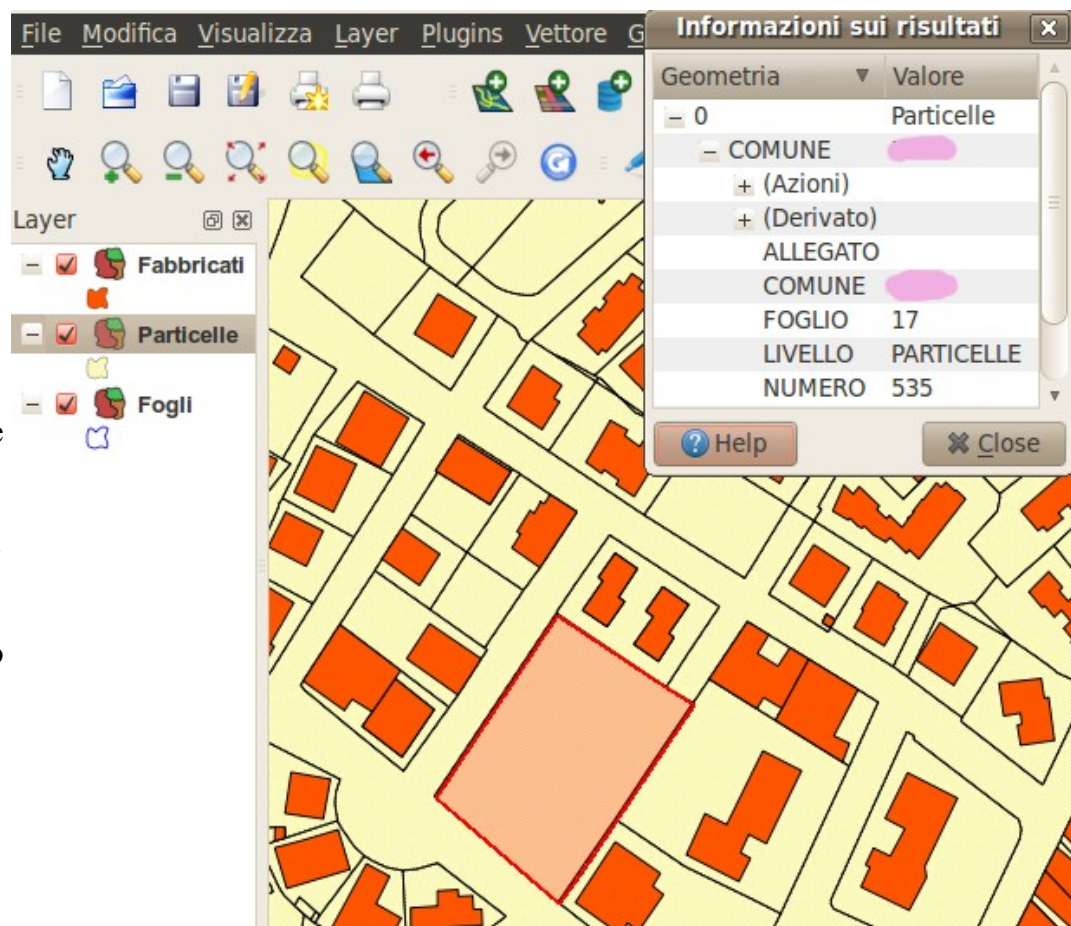 File Modifica Visualizza Layer Plugins Vettore G
Informazioni sui risultati
Geometria Valore
0 Particelle
COMUNE
(Azioni)
(Derivato)
ALLEGATO
COMUNE
FOGLIO 17
LIVELLO PARTICELLE
NUMERO 535
Help Close
Layer
Fabbricati
Particelle
Fogli
e
o